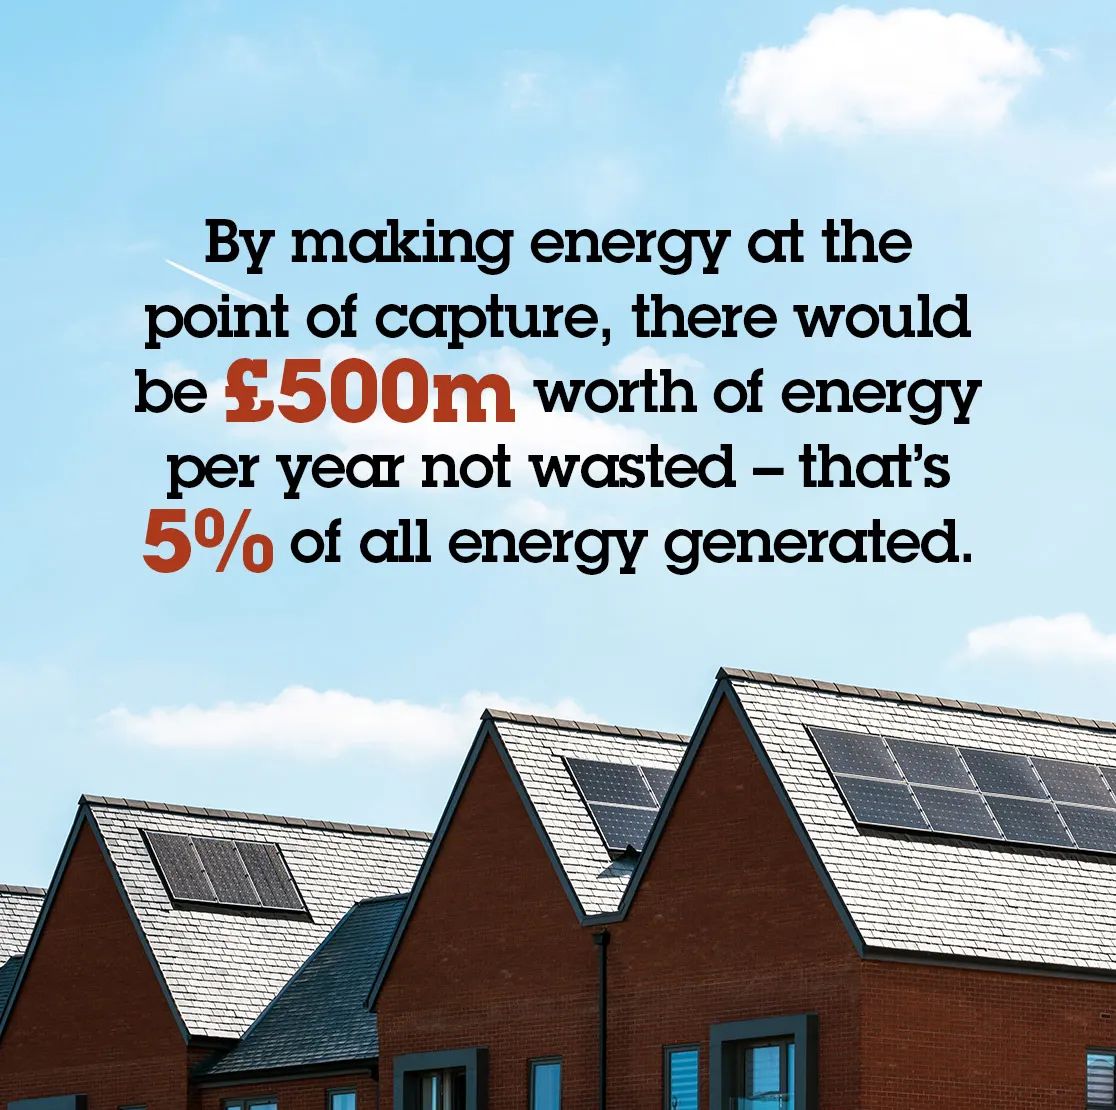 By making energy at the
point of capture, there would
be £500m worth of energy
per year not wasted – that’s
5% of all energy generated.